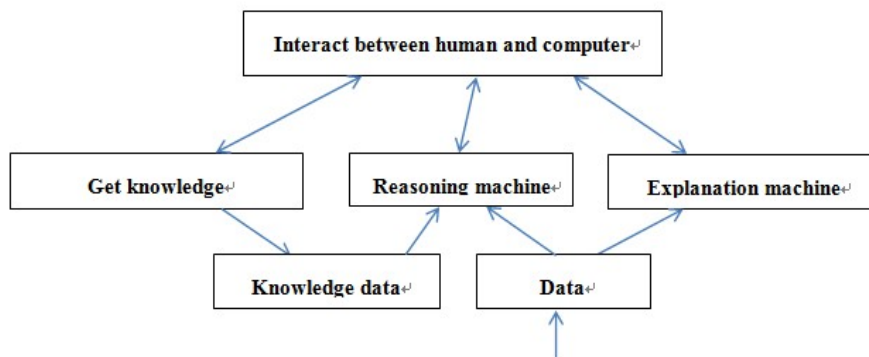 Interact between human and computer↵
Get knowledge↵
Reasoning machine↵
Explanation machine↵
Knowledge data↵
Data↵